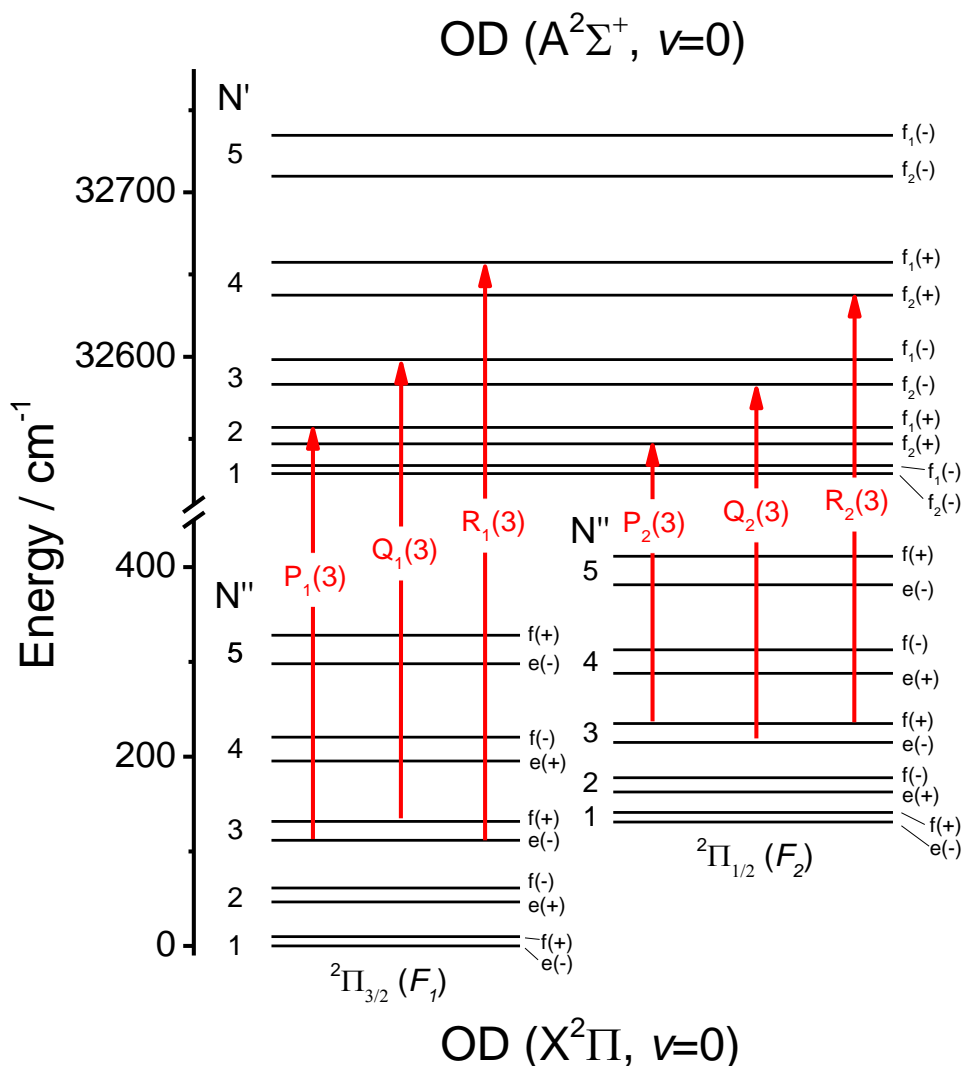 OD (A²Σ⁺, v=0)
N'
5
f₁(-)
f₂(-)
32700
4
f₁(+)
f₂(+)
32600
3
f₁(-)
f₂(-)
2
f₁(+)
f₂(+)
1
f₁(-)
f₂(-)
Energy / cm⁻¹
P₁(3)
Q₁(3)
R₁(3)
P₂(3)
Q₂(3)
R₂(3)
400
200
0
N''
5
f(+)
e(-)
4
f(-)
e(+)
3
f(+)
e(-)
2
f(-)
e(+)
1
f(+)
e(-)
²Π₃/₂ (F₁)
N''
5
f(+)
e(-)
4
f(-)
e(+)
3
f(+)
e(-)
2
f(-)
e(+)
1
f(+)
e(-)
²Π₁/₂ (F₂)
OD (X²Π, v=0)